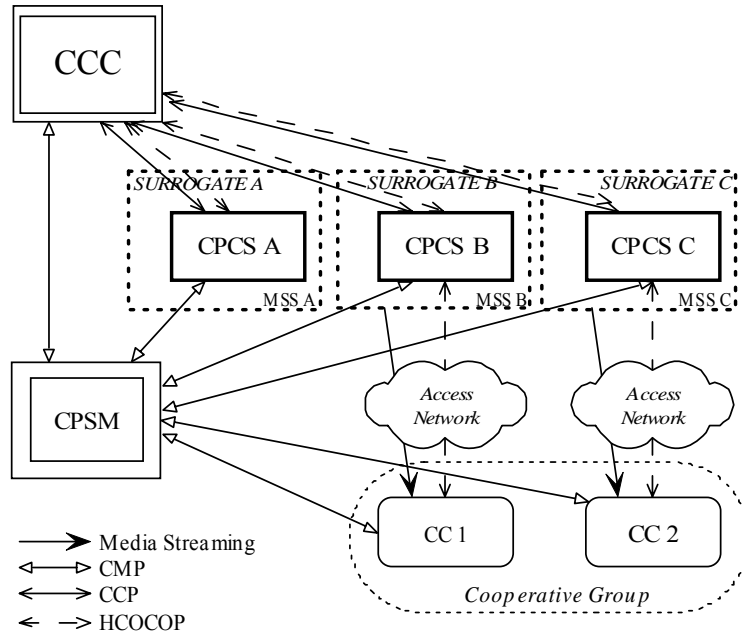 CCC
SURROGATE A
SURROGATE B
SURROGATE C
CPCS A
CPCS B
CPCS C
MSS A
MSS B
MSS C
CPSM
Access
Network
Access
Network
CC 1
CC 2
Cooperative Group
Media Streaming
CMP
CCP
HCOCOP